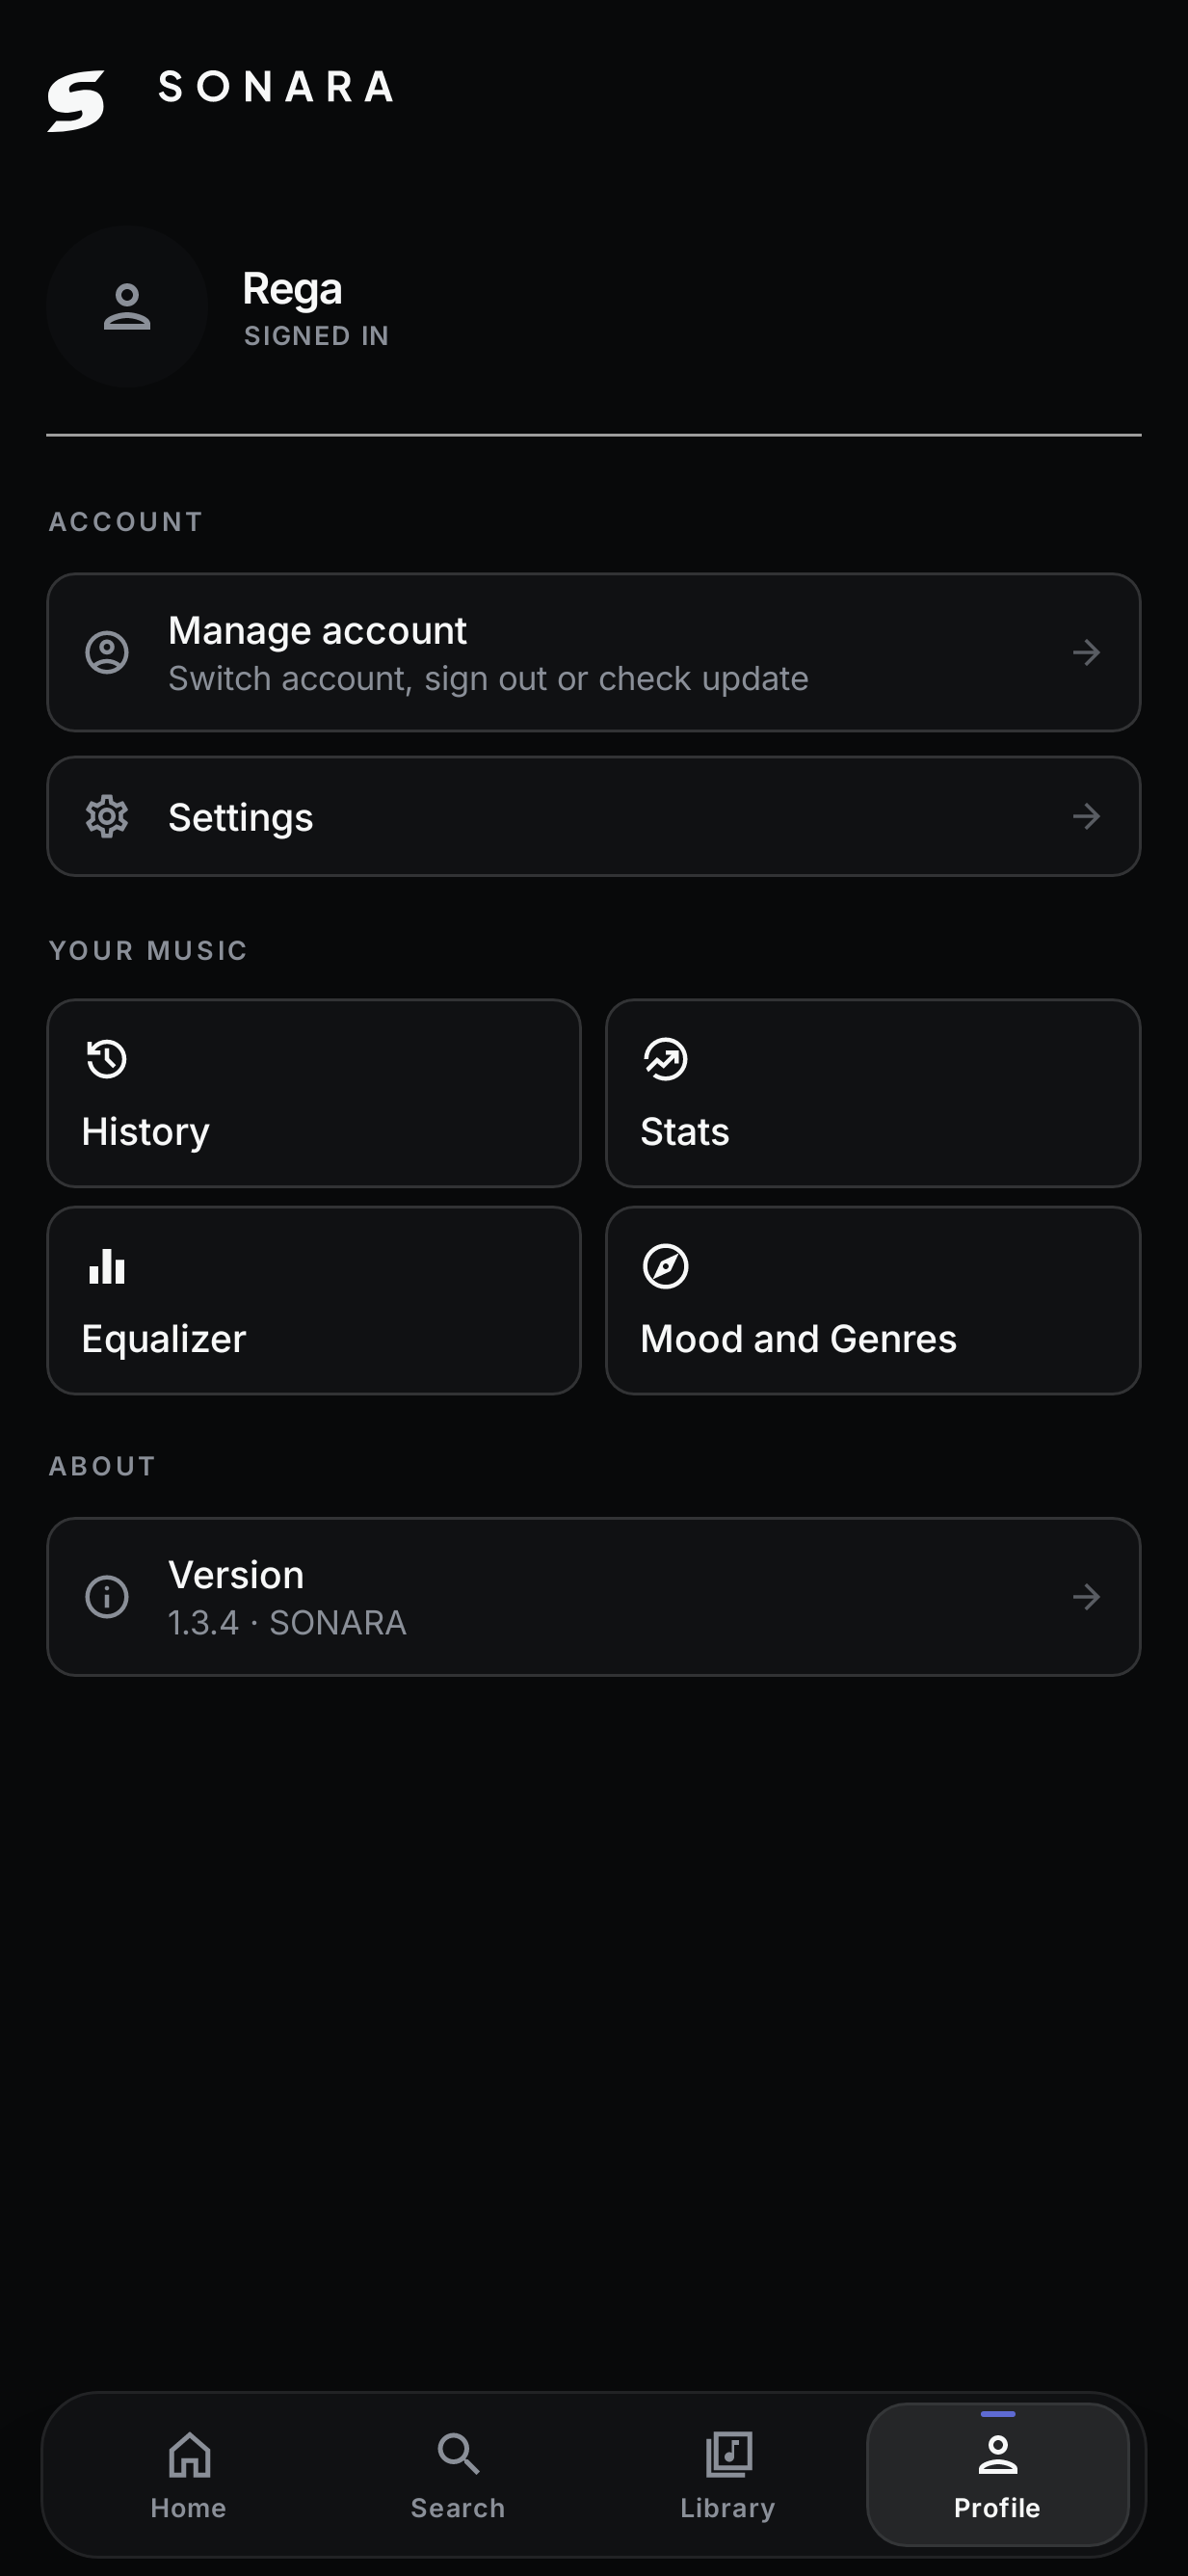 SONARA
Rega
SIGNED IN
ACCOUNT
Manage account
Switch account, sign out or check update
Settings
YOUR MUSIC
History
Stats
Equalizer
Mood and Genres
ABOUT
Version
1.3.4 · SONARA
Home
Search
Library
Profile